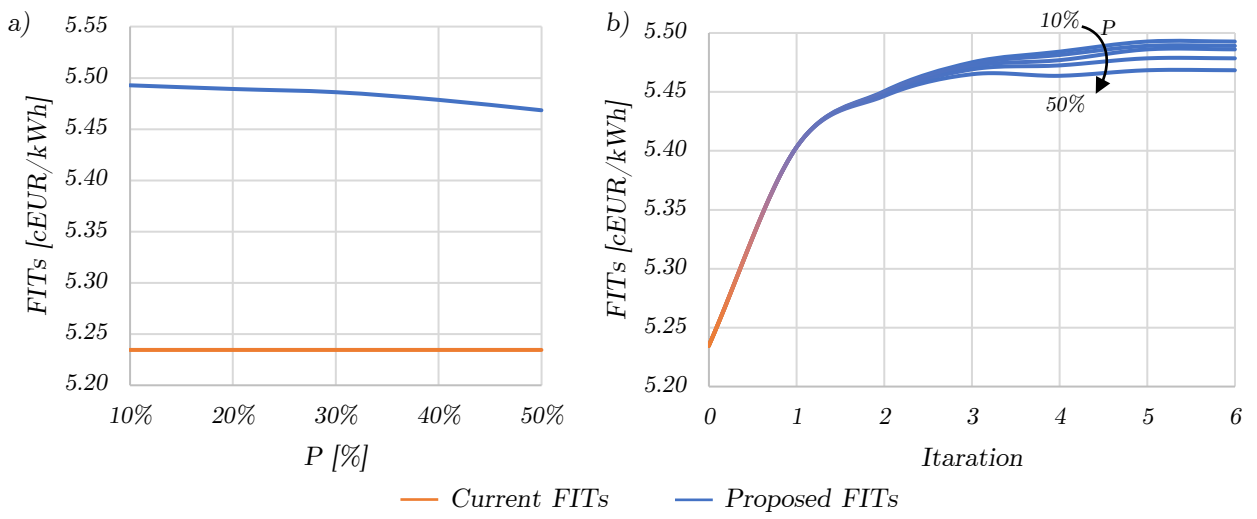 a)
FITs [cEUR/kWh]
5.55
5.50
5.45
5.40
5.35
5.30
5.25
5.20
10% 20% 30% 40% 50%
P [%]
b)
FITs [cEUR/kWh]
5.50
5.45
5.40
5.35
5.30
5.25
5.20
10%
P
50%
0 1 2 3 4 5 6
Itaration
Current FITs Proposed FITs